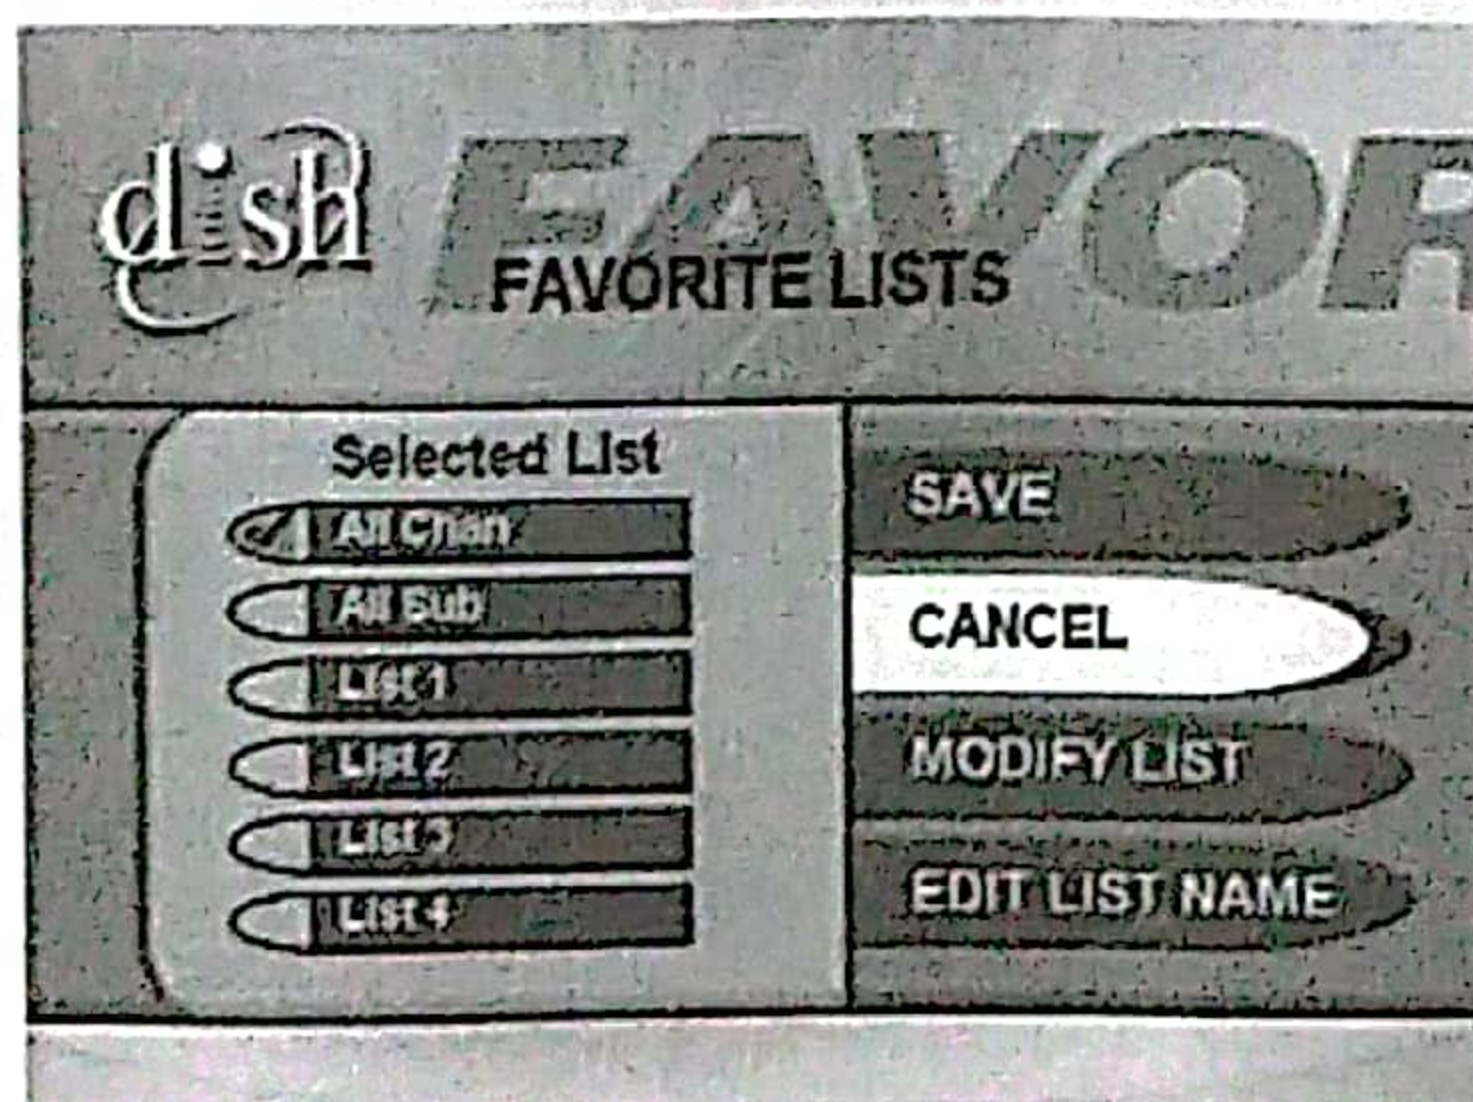 dish
FAVOR
FAVORITE LISTS
Selected List
All Chan
All Sub
List 1
List 2
List 3
List 4
SAVE
CANCEL
MODIFY LIST
EDIT LIST NAME